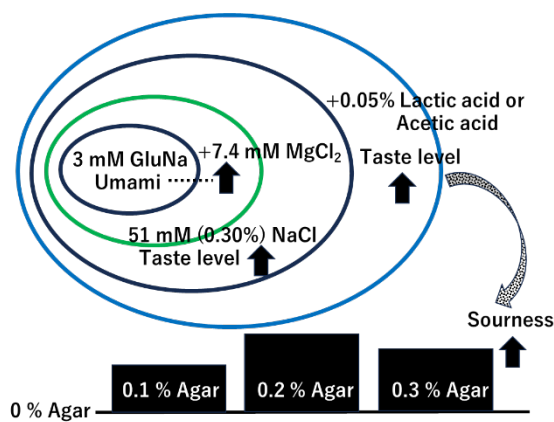 +0.05% Lactic acid or
Acetic acid
3 mM GluNa
Umami
+7.4 mM MgCl₂
Taste level
51 mM (0.30%) NaCl
Taste level
Sourness
0.1 % Agar
0.2 % Agar
0.3 % Agar
0 % Agar